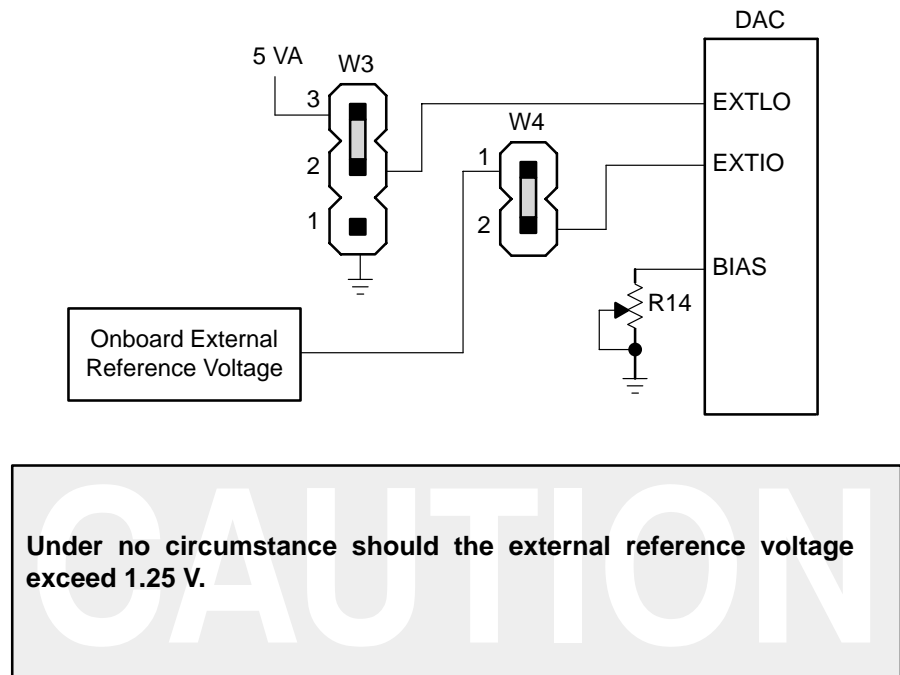 DAC
5 VA
W3
3
EXTLO
W4
1
2
EXTIO
1
2
BIAS
R14
Onboard External
Reference Voltage
CAUTION
Under no circumstance should the external reference voltage
exceed 1.25 V.